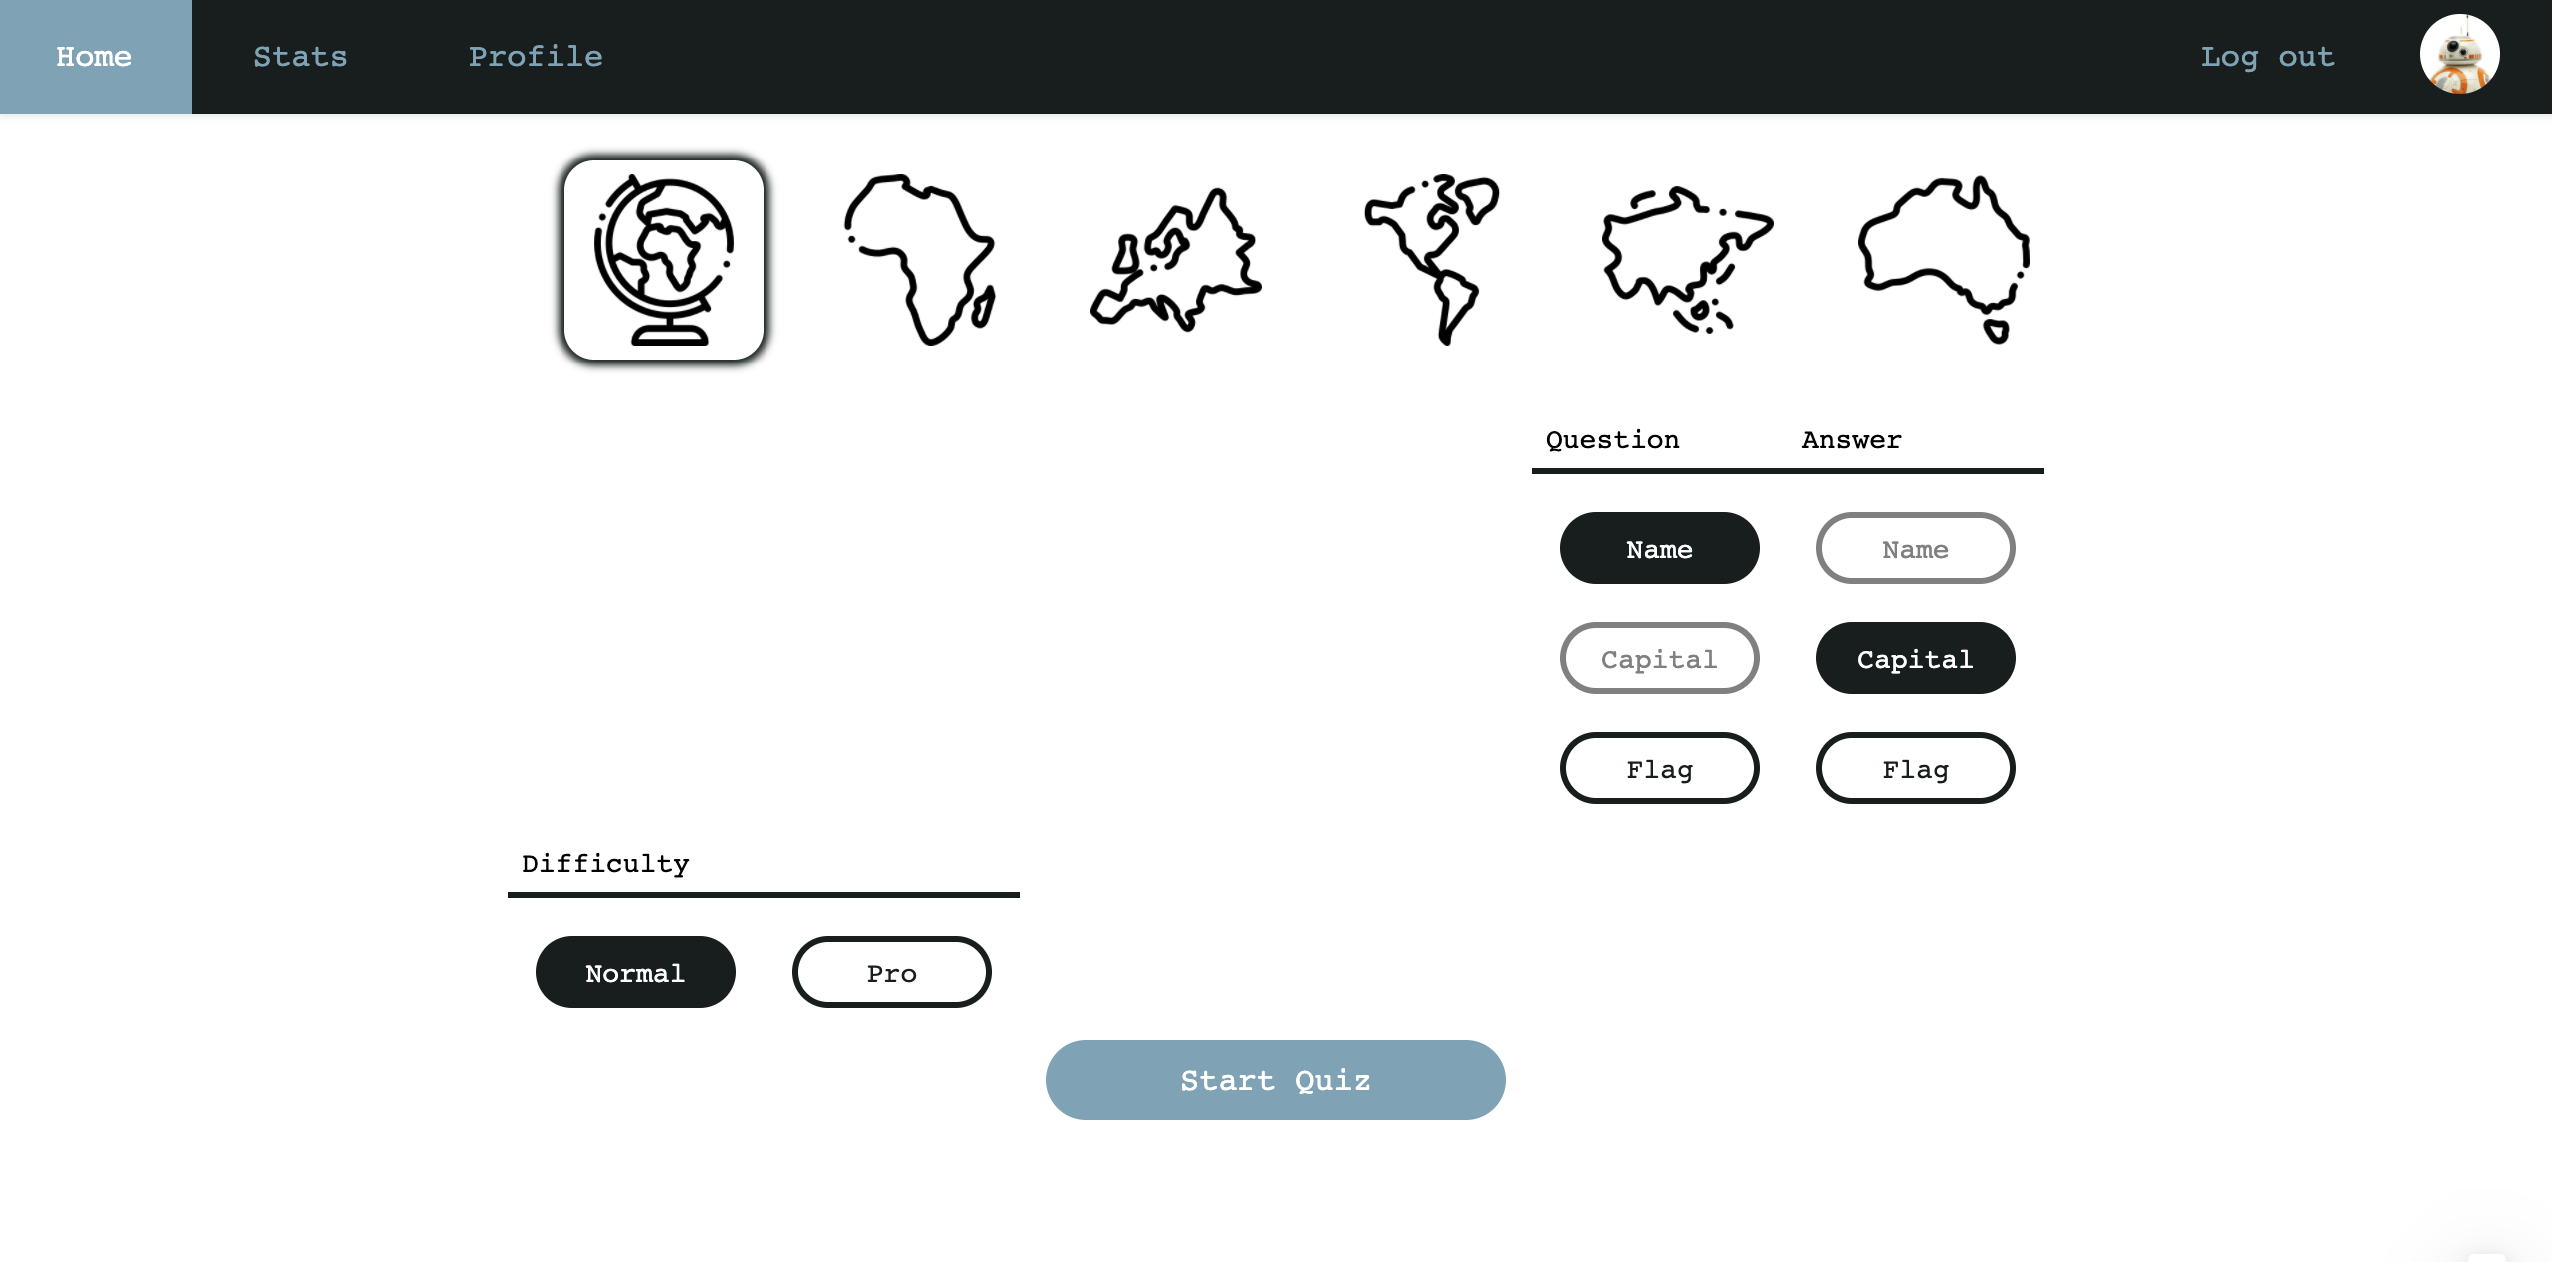 Home Stats Profile Log out
Question Answer
Name Name
Capital Capital
Flag Flag
Difficulty
Normal Pro
Start Quiz